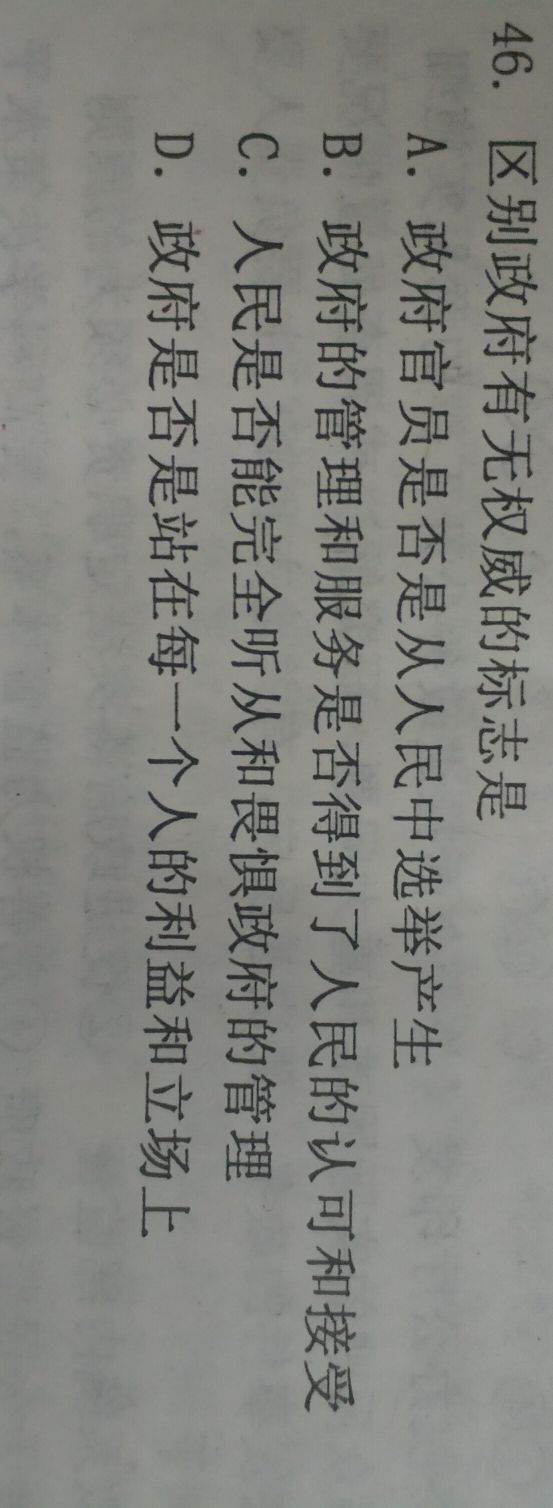 46. 区别政府有无权威的标志是
A. 政府官员是否是从人民中选举产生
B. 政府的管理和服务是否得到了人民的认可和接受
C. 人民是否能完全听从和畏惧政府的管理
D. 政府是否是站在每一个人的利益和立场上